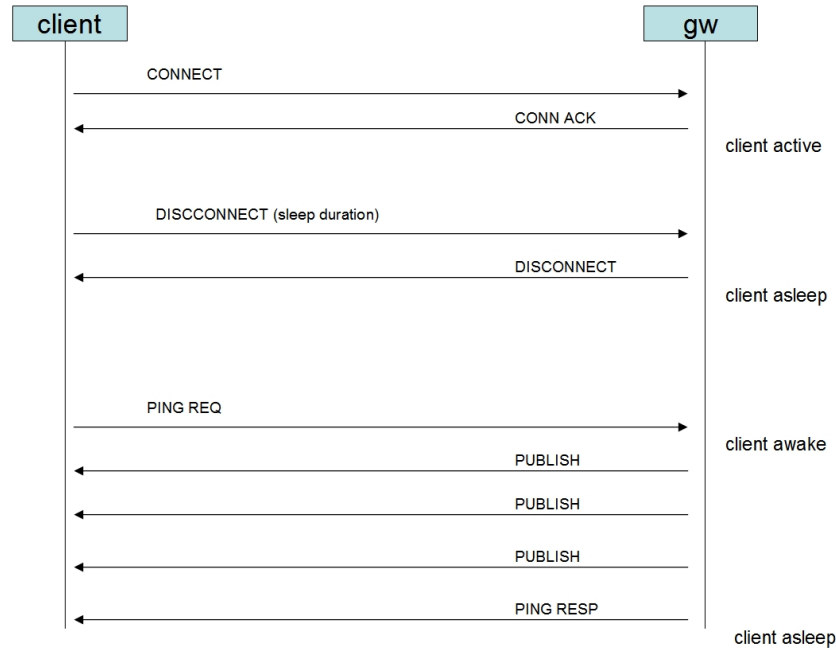 client
gw
CONNECT
CONN ACK
client active
DISCCONNECT (sleep duration)
DISCONNECT
client asleep
PING REQ
client awake
PUBLISH
PUBLISH
PUBLISH
PING RESP
client asleep